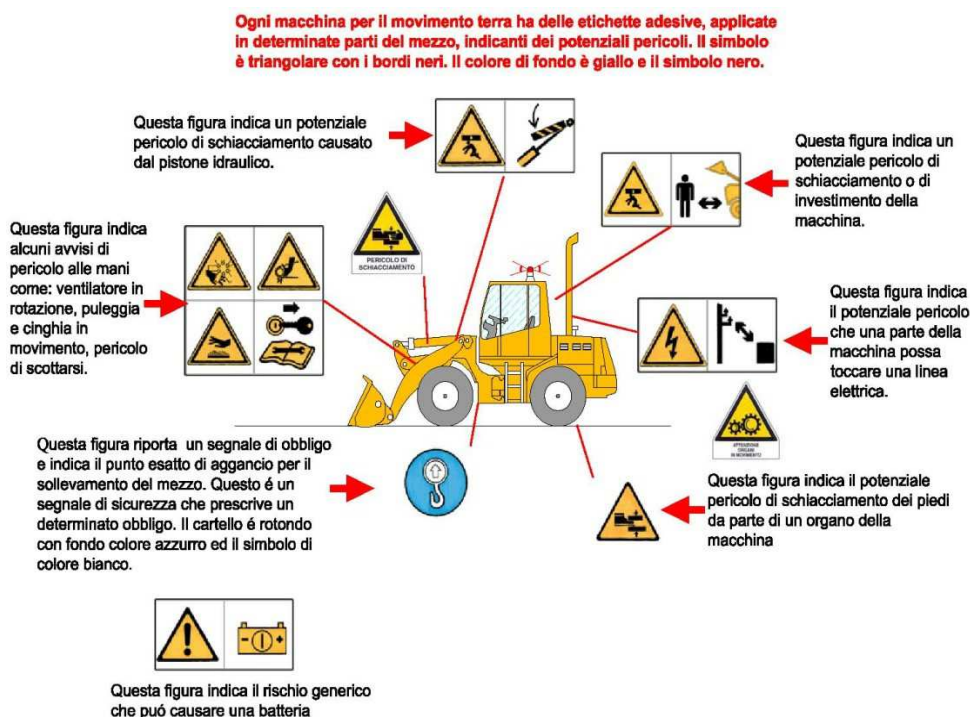 Ogni macchina per il movimento terra ha delle etichette adesive, applicate
in determinate parti del mezzo, indicanti dei potenziali pericoli. Il simbolo
è triangolare con i bordi neri. Il colore di fondo è giallo e il simbolo nero.
Questa figura indica un potenziale
pericolo di schiacciamento causato
dal pistone idraulico.
Questa figura indica un
potenziale pericolo di
schiacciamento o di
investimento della
macchina.
PERICOLO DI
SCHIACCIAMENTO
Questa figura indica
alcuni avvisi di
pericolo alle mani
come: ventilatore in
rotazione, puleggia
e cinghia in
movimento, pericolo
di scottarsi.
Questa figura indica
il potenziale pericolo
che una parte della
macchina possa
toccare una linea
elettrica.
ATTENZIONE
ORGANI
IN MOVIMENTO
Questa figura riporta un segnale di obbligo
e indica il punto esatto di aggancio per il
sollevamento del mezzo. Questo é un
segnale di sicurezza che prescrive un
determinato obbligo. Il cartello é rotondo
con fondo colore azzurro ed il simbolo di
colore bianco.
Questa figura indica il potenziale
pericolo di schiacciamento dei piedi
da parte di un organo della
macchina
Questa figura indica il rischio generico
che puó causare una batteria